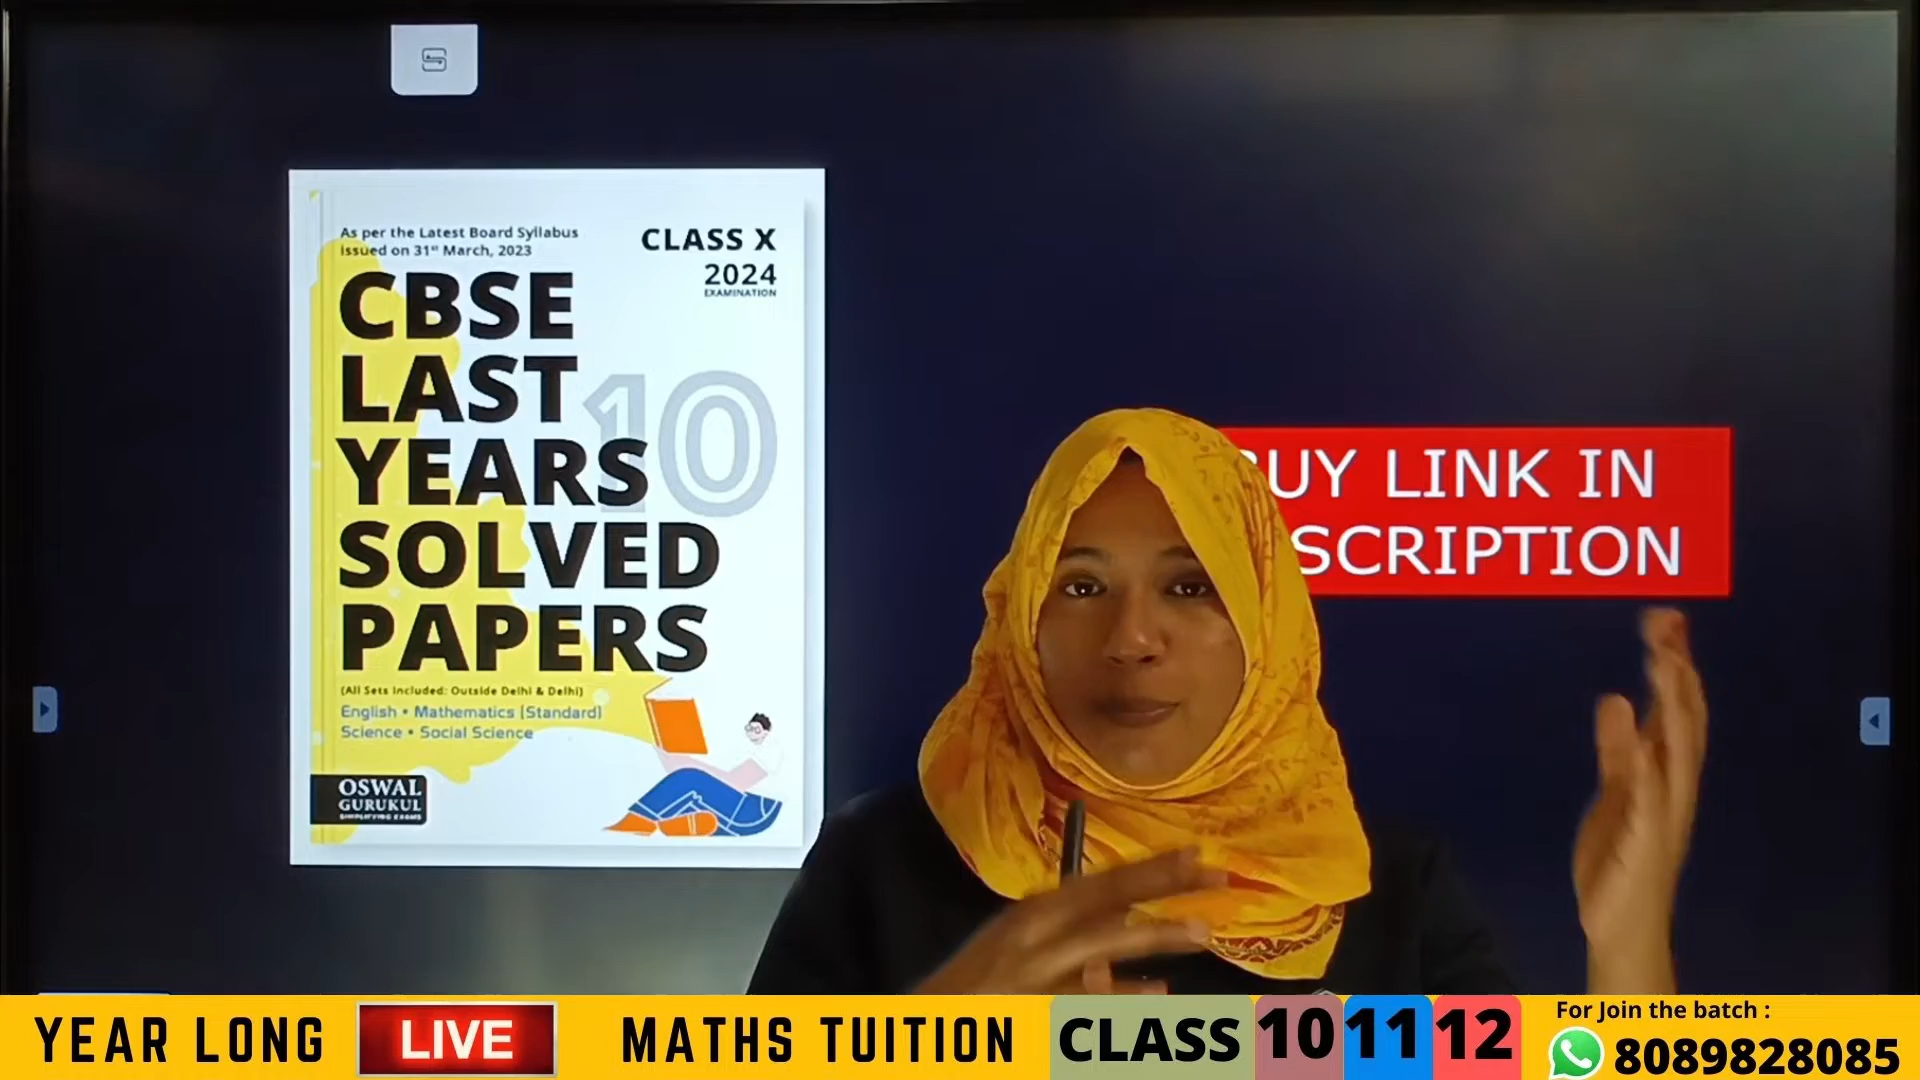 As per the Latest Board Syllabus
Issued on 31st March, 2023
CLASS X
2024
EXAMINATION
CBSE
LAST
YEARS
SOLVED
PAPERS
10
(All Sets Included: Outside Delhi & Delhi)
English • Mathematics [Standard]
Science • Social Science
OSWAL
GURUKUL
SIMPLIFYING EXAMS
UY LINK IN
SCRIPTION
YEAR LONG LIVE MATHS TUITION CLASS 10 11 12
For Join the batch :
8089828085